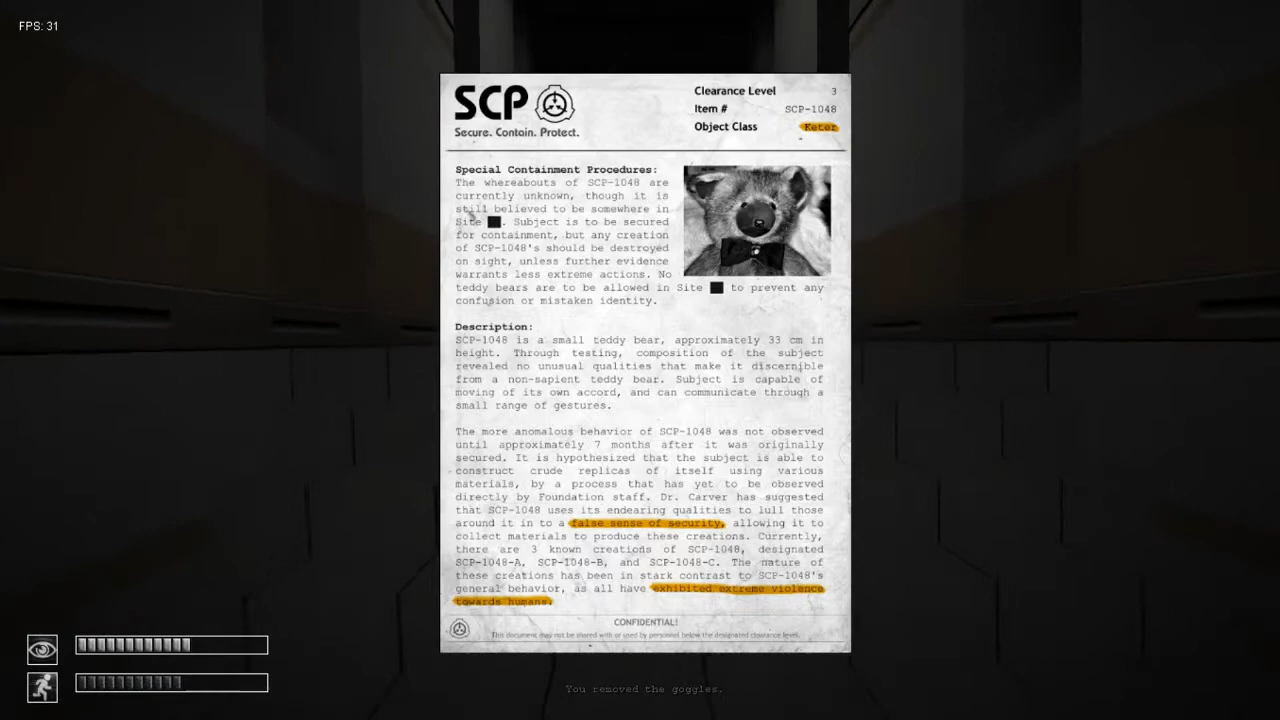 FPS: 31
SCP
Secure. Contain. Protect.
Clearance Level 3
Item # SCP-1048
Object Class Keter
Special Containment Procedures:
The whereabouts of SCP-1048 are
currently unknown, though it is
still believed to be somewhere in
Site ██. Subject is to be secured
for containment, but any creation
of SCP-1048's should be destroyed
on sight, unless further evidence
warrants less extreme actions. No
teddy bears are to be allowed in Site ██ to prevent any
confusion or mistaken identity.
Description:
SCP-1048 is a small teddy bear, approximately 33 cm in
height. Through testing, composition of the subject
revealed no unusual qualities that make it discernible
from a non-sapient teddy bear. Subject is capable of
moving of its own accord, and can communicate through a
small range of gestures.
The more anomalous behavior of SCP-1048 was not observed
until approximately 7 months after it was originally
secured. It is hypothesized that the subject is able to
construct crude replicas of itself using various
materials, by a process that has yet to be observed
directly by Foundation staff. Dr. Carver has suggested
that SCP-1048 uses its endearing qualities to lull those
around it in to a false sense of security, allowing it to
collect materials to produce these creations. Currently,
there are 3 known creations of SCP-1048, designated
SCP-1048-A, SCP-1048-B, and SCP-1048-C. The nature of
these creations has been in stark contrast to SCP-1048's
general behavior, as all have exhibited extreme violence
towards humans.
CONFIDENTIAL!
This document may not be shared with or used by personnel below the designated clearance level.
You removed the goggles.